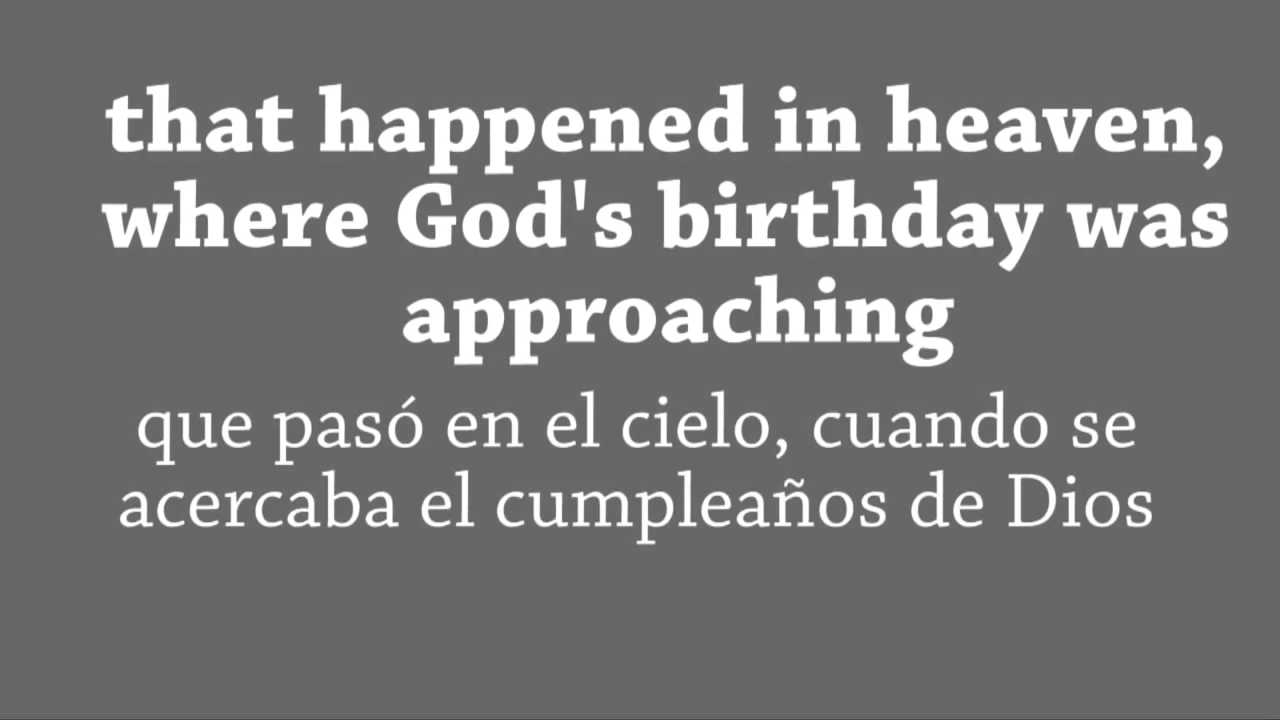 that happened in heaven,
where God's birthday was
approaching
que pasó en el cielo, cuando se
acercaba el cumpleaños de Dios